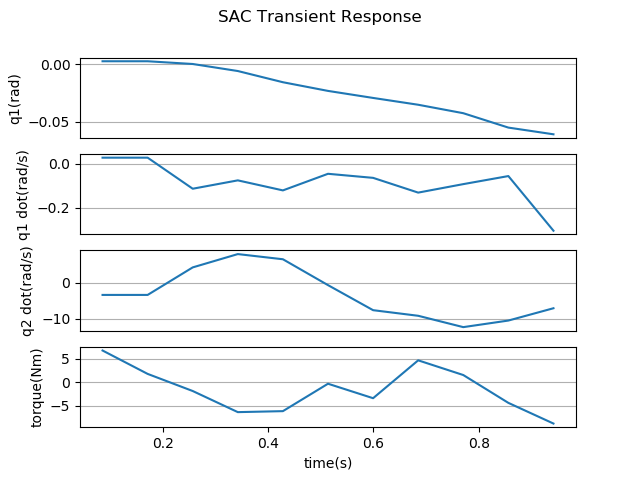 SAC Transient Response
q1(rad)
0.00
−0.05
q1 dot(rad/s)
0.0
−0.2
q2 dot(rad/s)
0
−10
torque(Nm)
5
0
−5
0.2 0.4 0.6 0.8
time(s)